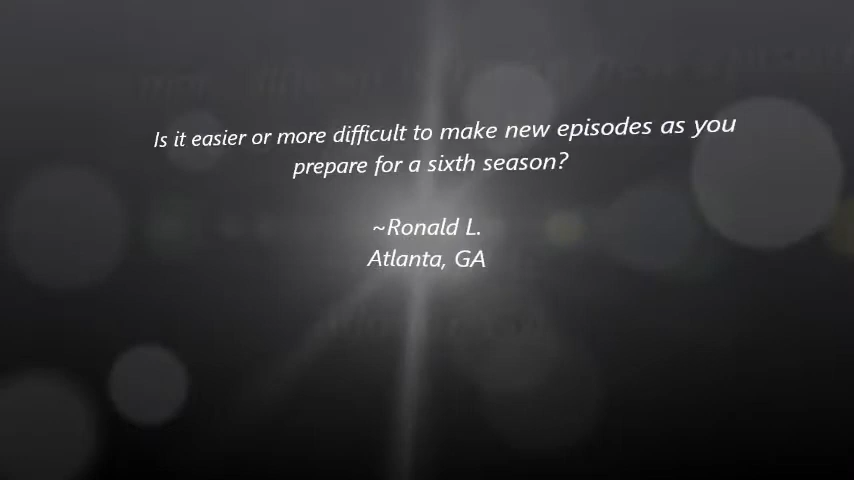 Is it easier or more difficult to make new episodes as you
prepare for a sixth season?
~Ronald L.
Atlanta, GA